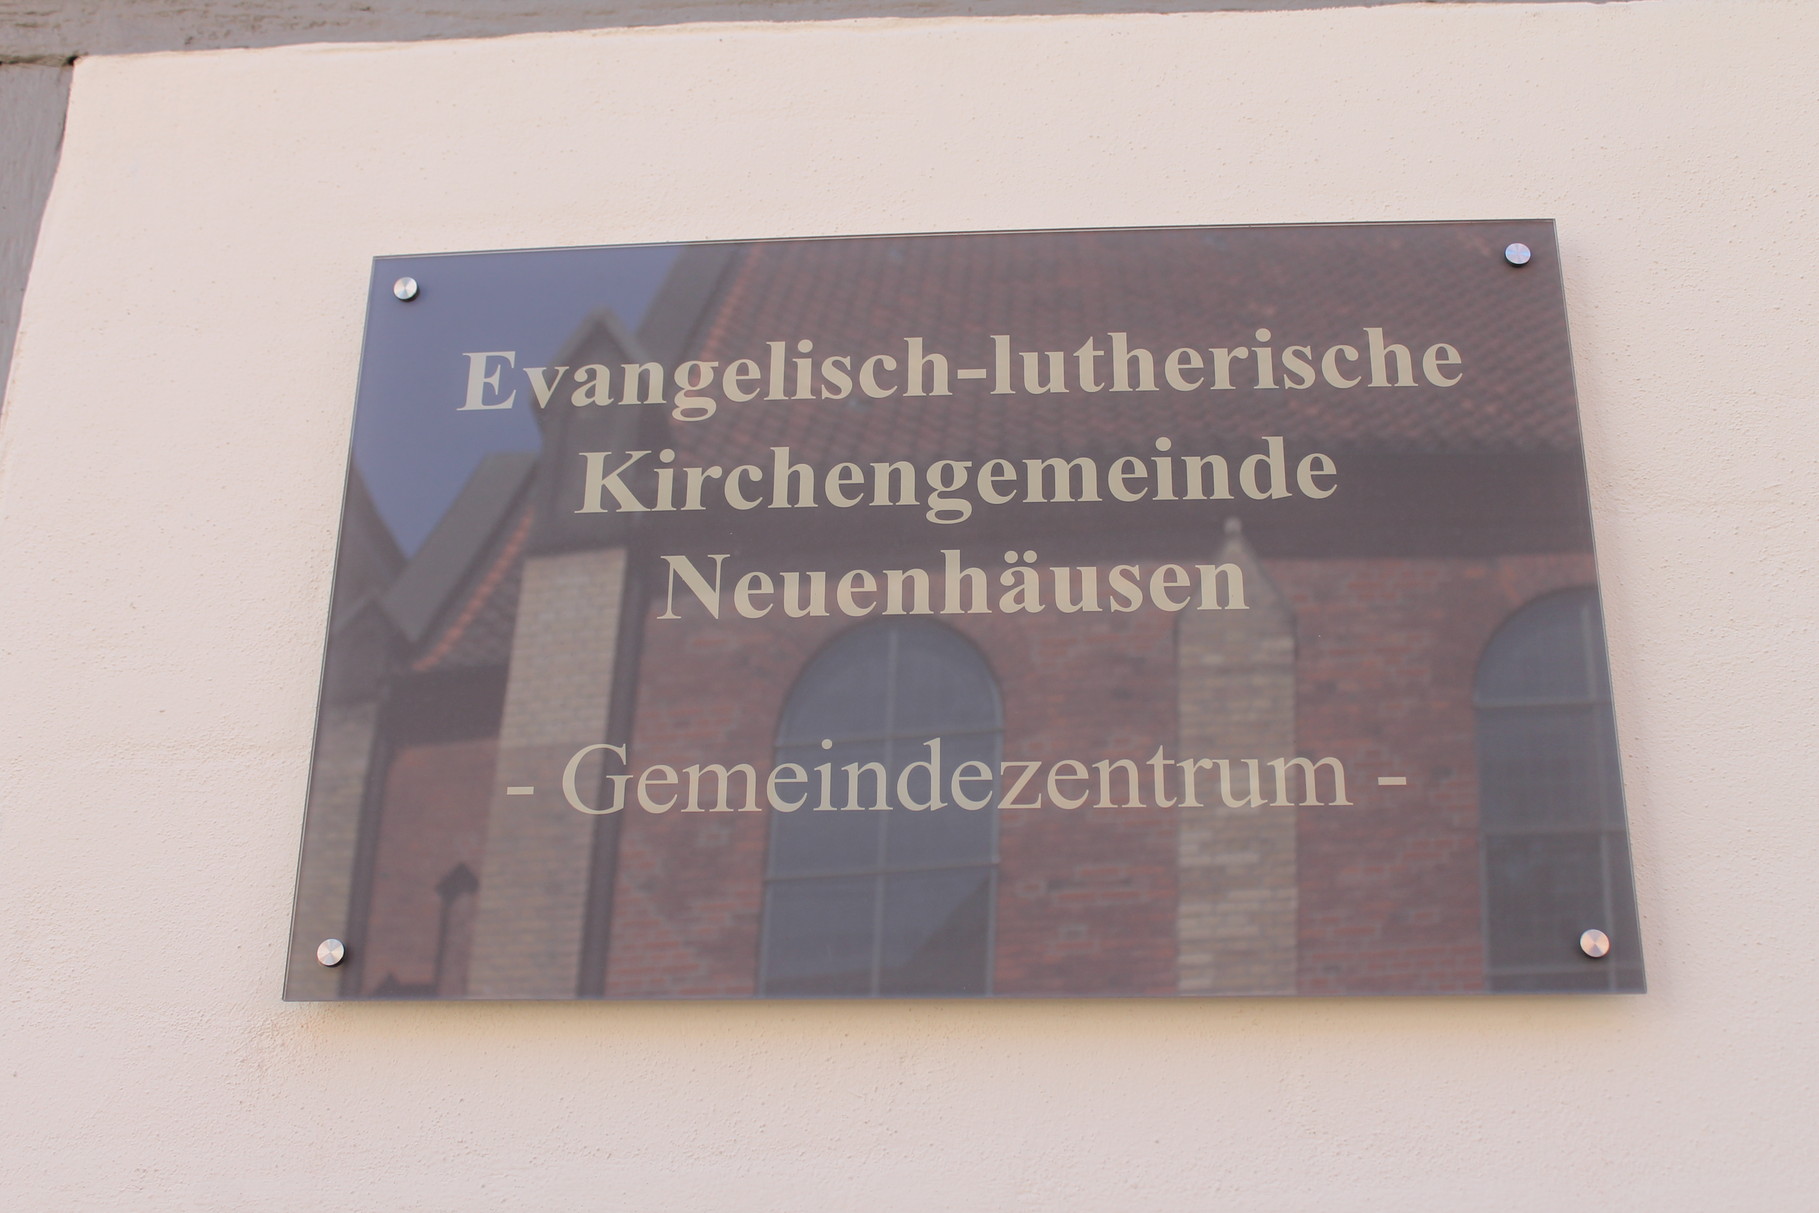 Evangelisch-lutherische
Kirchengemeinde
Neuenhäusen
- Gemeindezentrum -